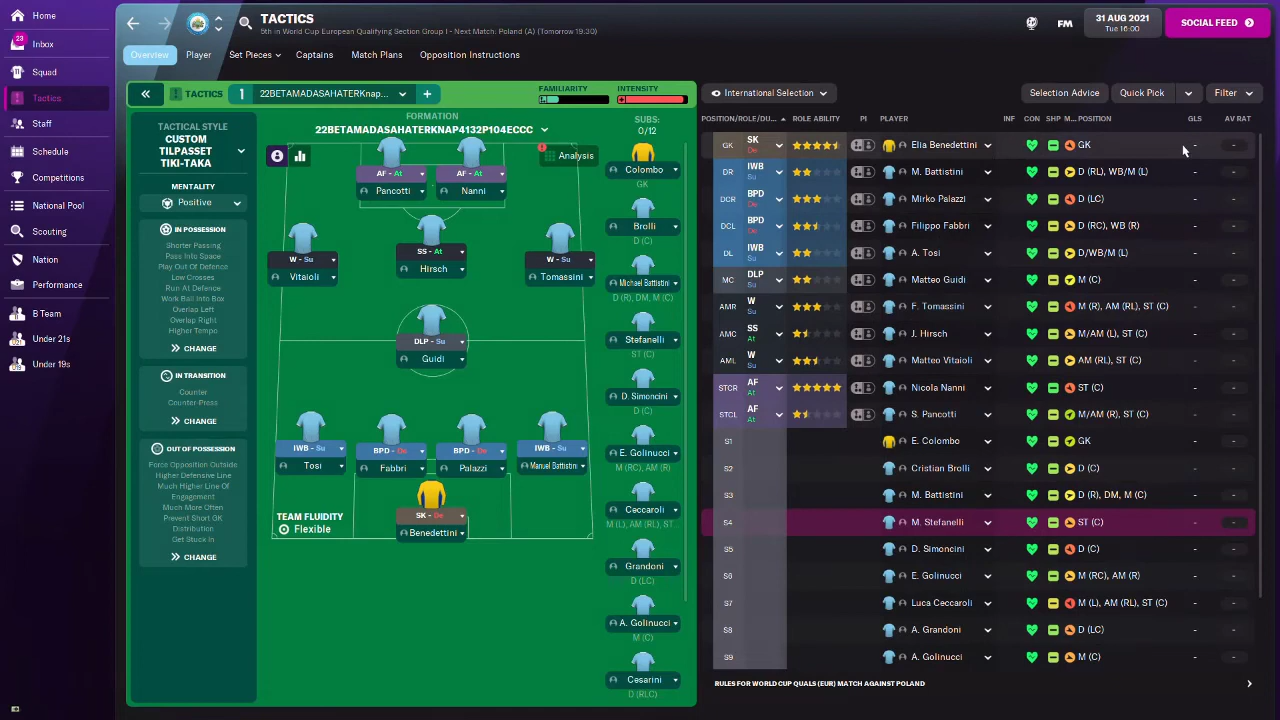 Home
TACTICS
5th in World Cup European Qualifying Section Group I - Next Match: Poland (A) (Tomorrow 19:30)
FM
31 AUG 2021
Tue 16:00
SOCIAL FEED
23
Inbox
Squad
Tactics
Staff
Schedule
Competitions
National Pool
Scouting
Nation
Performance
B Team
Under 21s
Under 19s
Overview
Player
Set Pieces
Captains
Match Plans
Opposition Instructions
TACTICS
1
22BETAMADASAHATERKnap...
FAMILIARITY
INTENSITY
TACTICAL STYLE
CUSTOM
TILPASSET
TIKI-TAKA
MENTALITY
Positive
IN POSSESSION
Shorter Passing
Pass Into Space
Play Out Of Defence
Low Crosses
Run At Defence
Work Ball Into Box
Overlap Left
Overlap Right
Higher Tempo
CHANGE
IN TRANSITION
Counter
Counter-Press
CHANGE
OUT OF POSSESSION
Force Opposition Outside
Higher Defensive Line
Much Higher Line Of
Engagement
Much More Often
Prevent Short GK
Distribution
Get Stuck In
CHANGE
FORMATION
22BETAMADASAHATERKNAP4132P104ECCC
Analysis
AF - At
Pancotti
AF - At
Nanni
W - Su
Vitaioli
SS - At
Hirsch
W - Su
Tomassini
DLP - Su
Guidi
IWB - Su
Tosi
BPD - De
Fabbri
BPD - De
Palazzi
IWB - Su
Manuel Battistini
SK - De
Benedettini
TEAM FLUIDITY
Flexible
SUBS:
0/12
Colombo
GK
Brolli
D (C)
Michael Battistini
D (R), DM, M (C)
Stefanelli
ST (C)
D. Simoncini
D (C)
E. Golinucci
M (RC), AM (R)
Ceccaroli
M (L), AM (RL), ST...
Grandoni
D (LC)
A. Golinucci
M (C)
Cesarini
D (RLC)
International Selection
Selection Advice
Quick Pick
Filter
POSITION/ROLE/DU... ROLE ABILITY PI PLAYER INF CON SHP M... POSITION GLS AV RAT
GK SK De Elia Benedettini GK - -
DR IWB Su M. Battistini D (RL), WB/M (L) - -
DCR BPD De Mirko Palazzi D (LC) - -
DCL BPD De Filippo Fabbri D (RC), WB (R) - -
DL IWB Su A. Tosi D/WB/M (L) - -
MC DLP Su Matteo Guidi M (C) - -
AMR W Su F. Tomassini M (R), AM (RL), ST (C) - -
AMC SS At J. Hirsch M/AM (L), ST (C) - -
AML W Su Matteo Vitaioli AM (RL), ST (C) - -
STCR AF At Nicola Nanni ST (C) - -
STCL AF At S. Pancotti M/AM (R), ST (C) - -
S1 E. Colombo GK - -
S2 Cristian Brolli D (C) - -
S3 M. Battistini D (R), DM, M (C) - -
S4 M. Stefanelli ST (C) - -
S5 D. Simoncini D (C) - -
S6 E. Golinucci M (RC), AM (R) - -
S7 Luca Ceccaroli M (L), AM (RL), ST (C) - -
S8 A. Grandoni D (LC) - -
S9 A. Golinucci M (C) - -
RULES FOR WORLD CUP QUALS (EUR) MATCH AGAINST POLAND